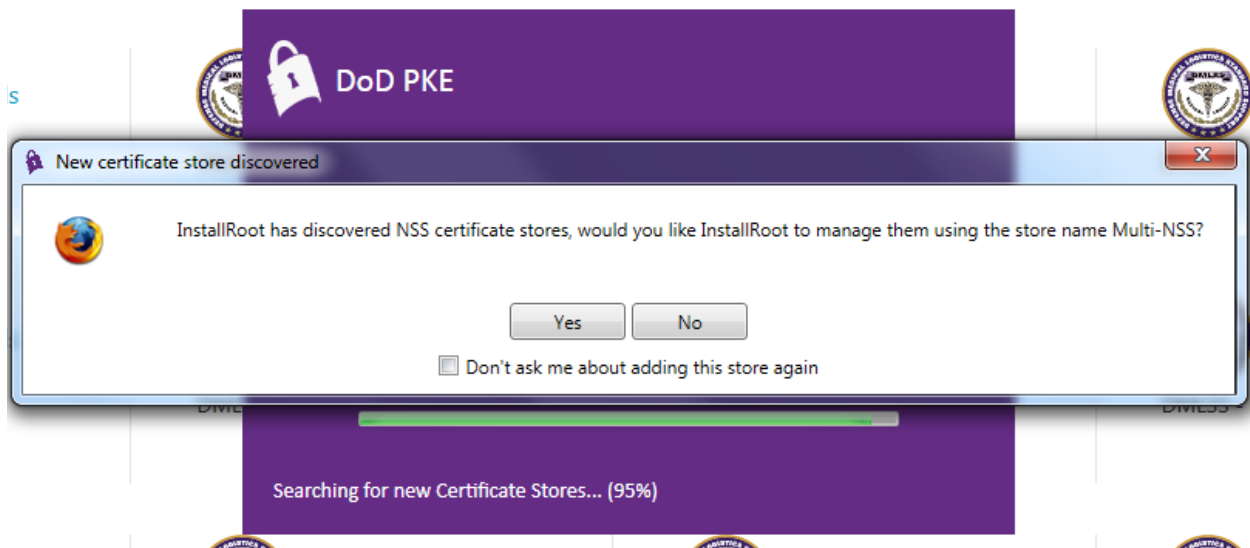 DoD PKE
s
DMLSS
New certificate store discovered
InstallRoot has discovered NSS certificate stores, would you like InstallRoot to manage them using the store name Multi-NSS?
Yes
No
Don't ask me about adding this store again
DMLSS -
Searching for new Certificate Stores... (95%)